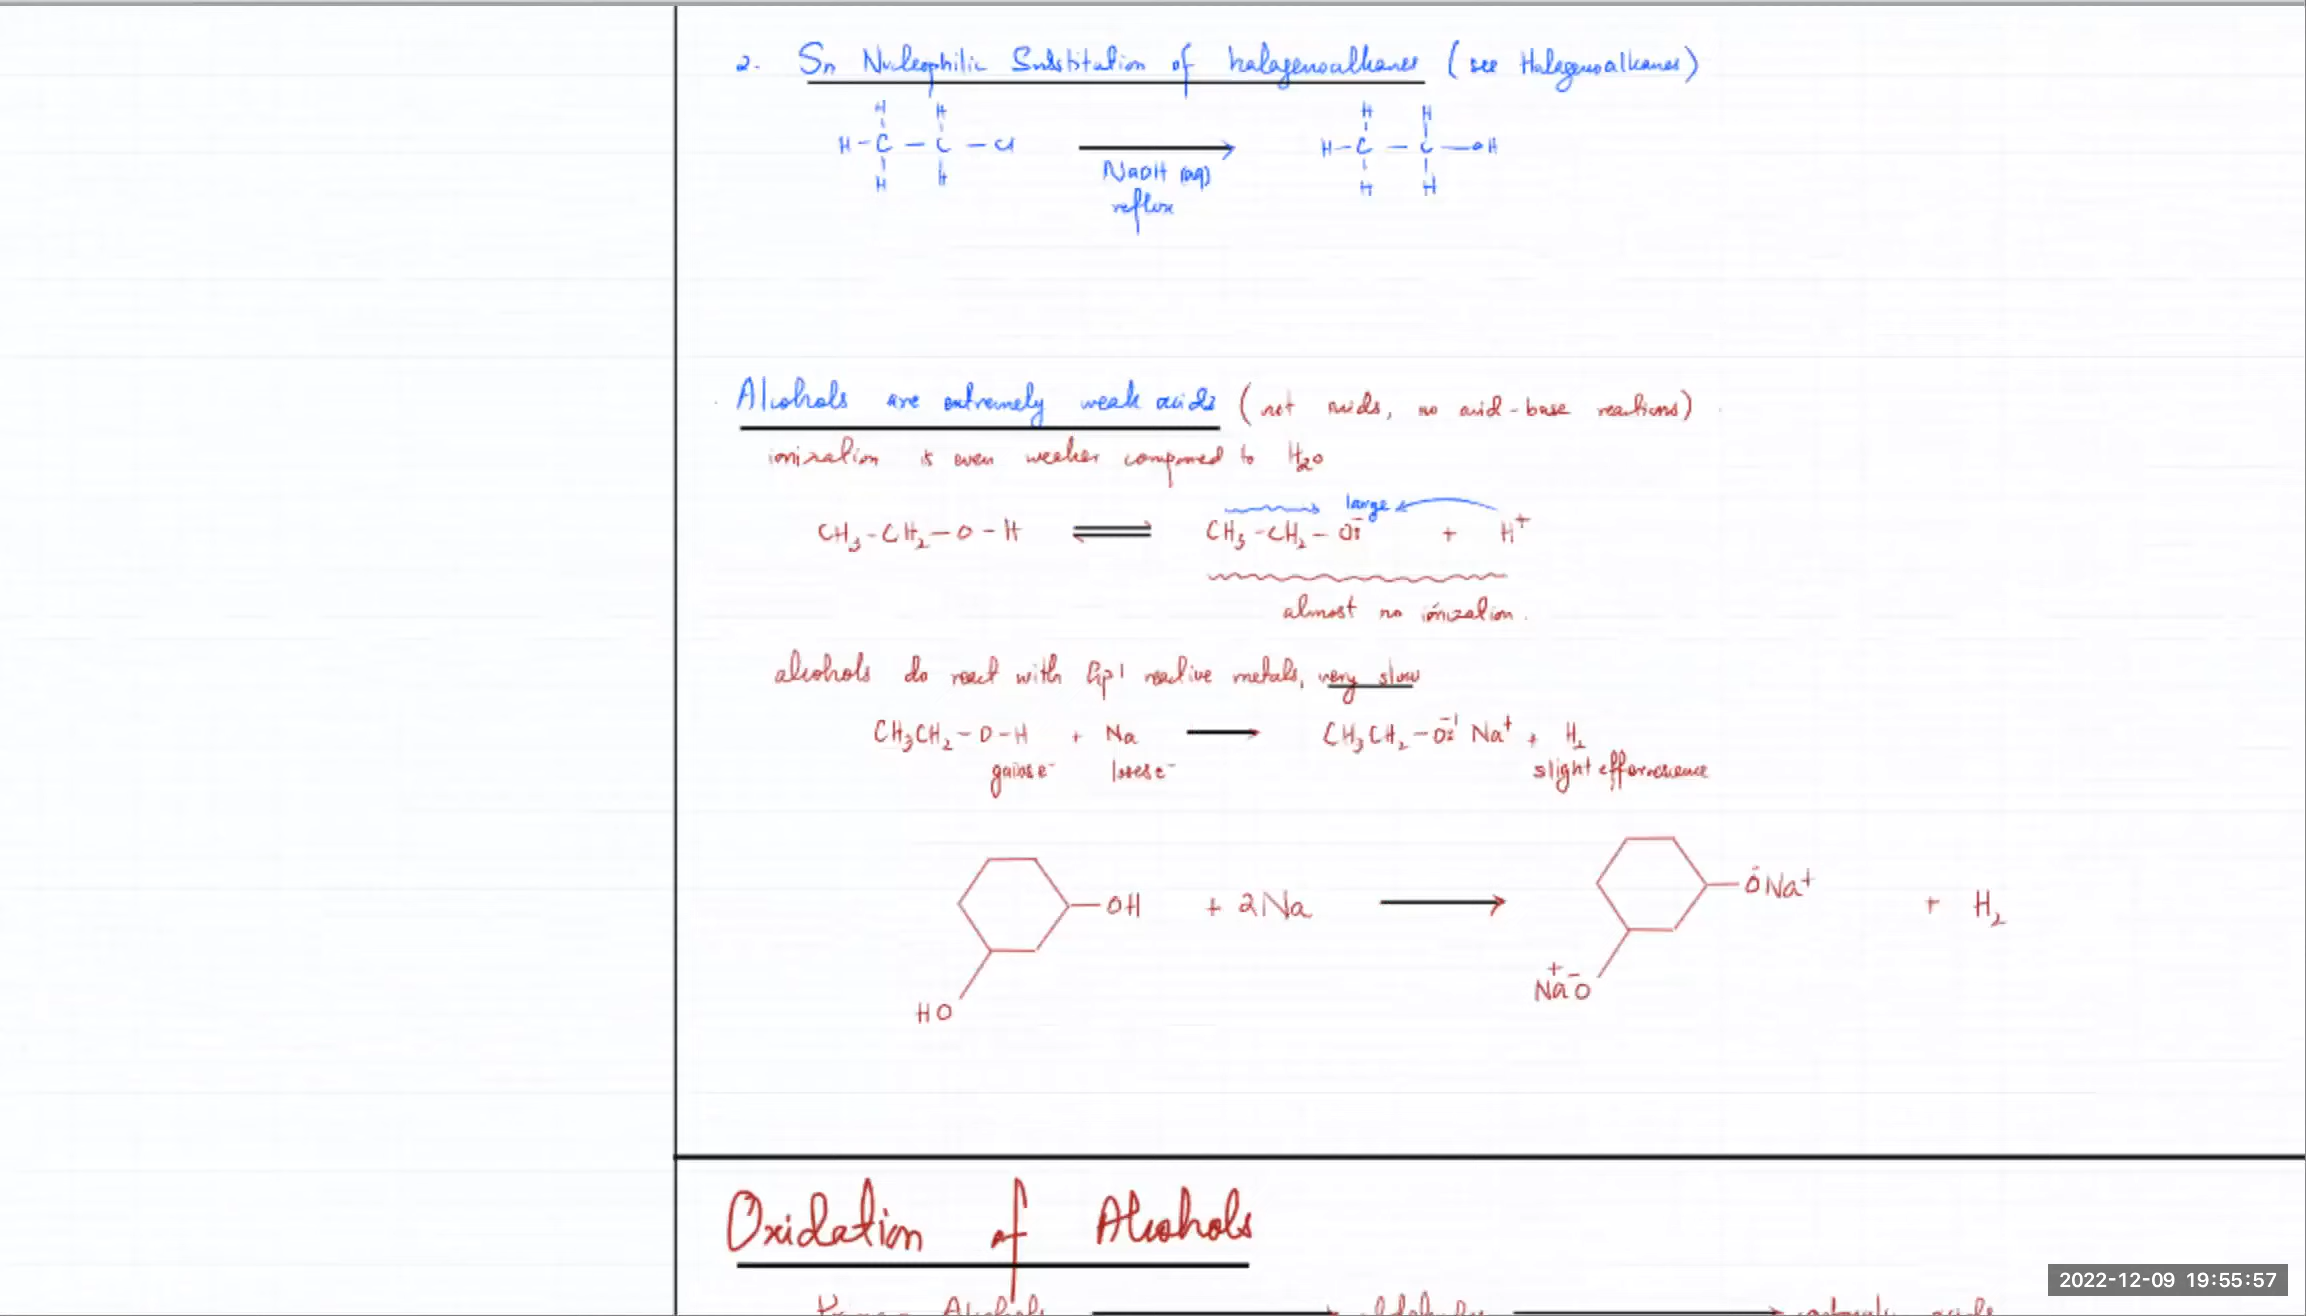 2. Sn Nucleophilic Substitution of halogenoalkanes (see Halogenoalkanes)
H H
H-C-C-Cl
H H
NaOH (aq)
reflux
H H
H-C-C-OH
H H
Alcohols are extremely weak acids (not acids, no acid-base reactions)
ionization is even weaker compared to H₂O
large
CH₃-CH₂-O-H ⇌ CH₃-CH₂-O⁻ + H⁺
almost no ionization.
alcohols do react with Gp1 reactive metals, very slow
CH₃CH₂-O-H + Na → CH₃CH₂-O⁻ Na⁺ + H₂
gains e⁻ loses e⁻ slight effervescence
OH + 2Na → O⁻Na⁺ + H₂
HO Na⁺ ⁻O
Oxidation of Alcohols
Alcohols
2022-12-09 19:55:57